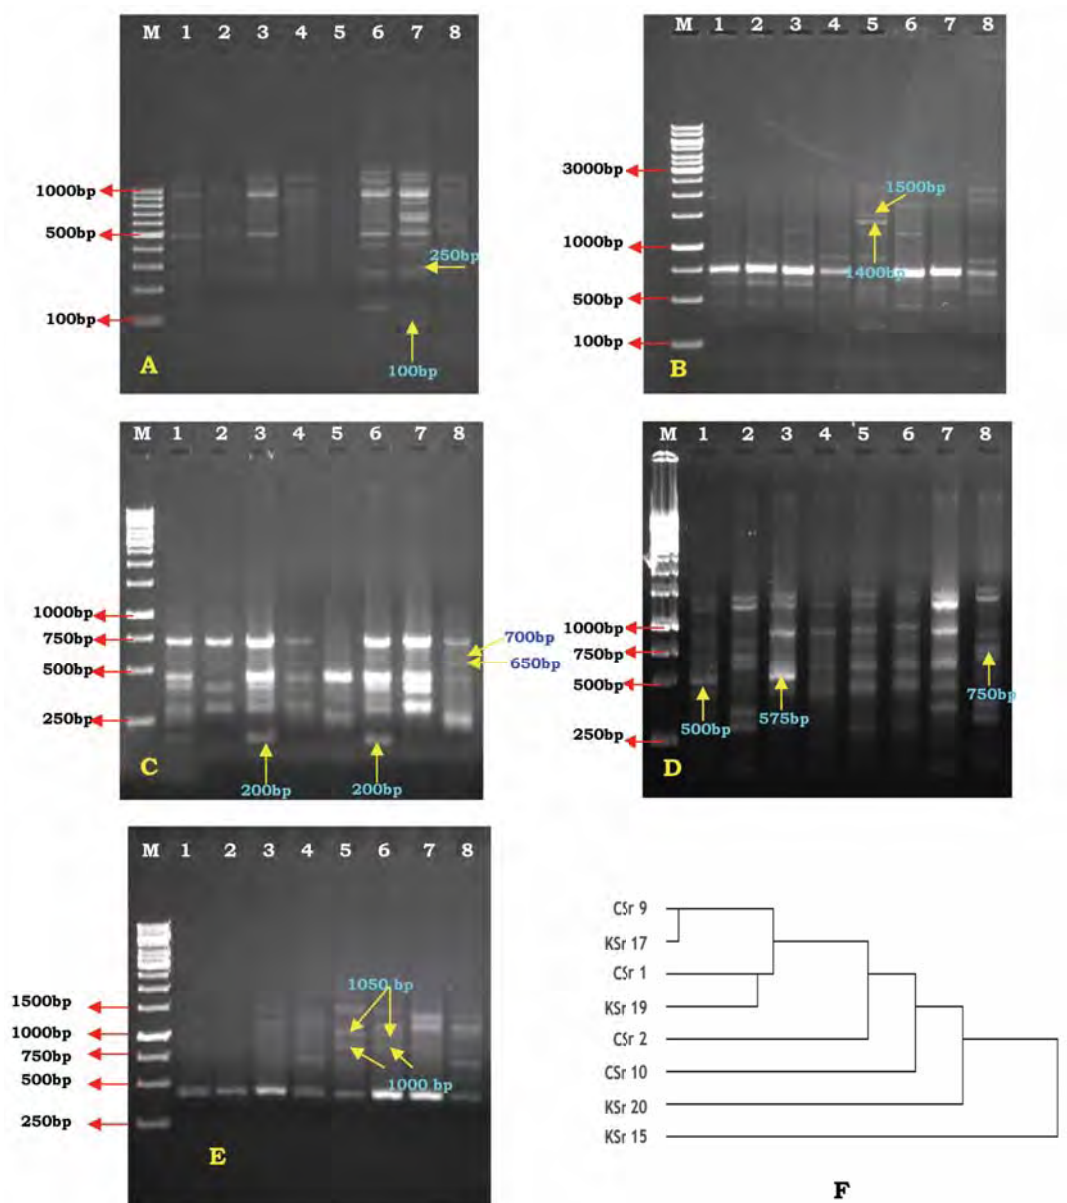 M 1 2 3 4 5 6 7 8
1000bp
500bp
250bp
100bp
100bp
A
M 1 2 3 4 5 6 7 8
3000bp
1500bp
1000bp
1400bp
500bp
100bp
B
M 1 2 3 4 5 6 7 8
1000bp
750bp
700bp
650bp
500bp
250bp
C
200bp
200bp
M 1 2 3 4 5 6 7 8
1000bp
750bp
500bp
750bp
500bp
575bp
250bp
D
M 1 2 3 4 5 6 7 8
1050 bp
1500bp
1000bp
750bp
500bp
1000 bp
250bp
E
CSr 9
KSr 17
CSr 1
KSr 19
CSr 2
CSr 10
KSr 20
KSr 15
F